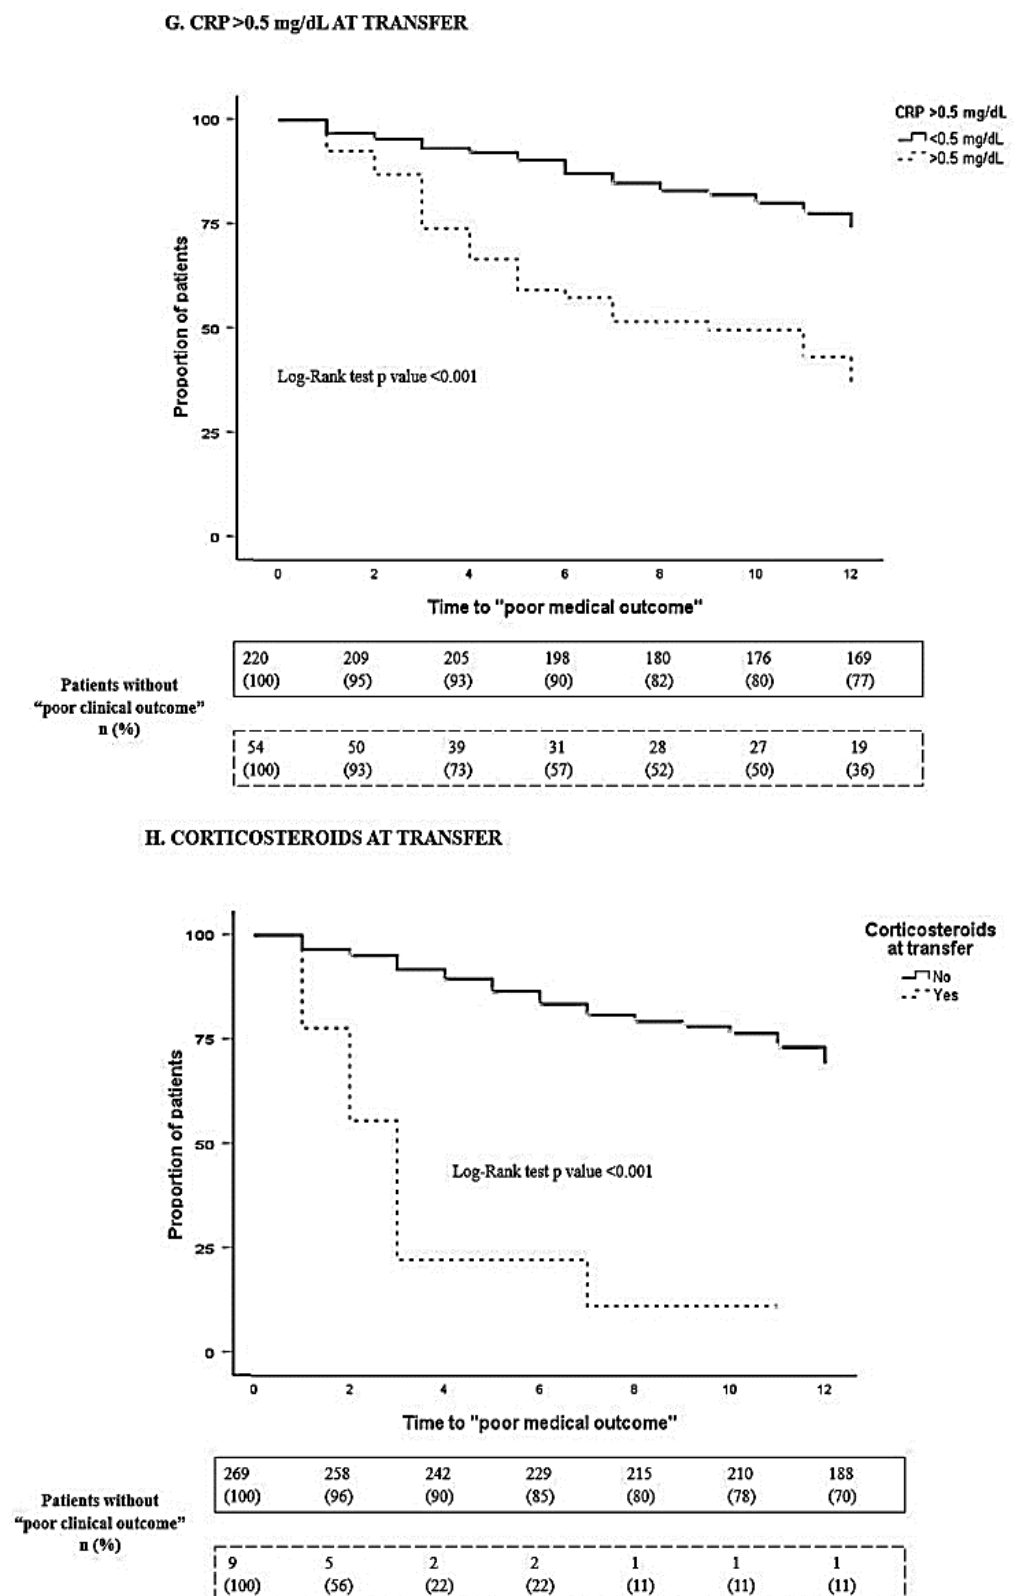 G. CRP >0.5 mg/dL AT TRANSFER
CRP >0.5 mg/dL
<0.5 mg/dL
>0.5 mg/dL
100
75
50
25
0
Proportion of patients
Log-Rank test p value <0.001
0 2 4 6 8 10 12
Time to "poor medical outcome"
Patients without
“poor clinical outcome”
n (%)
220 209 205 198 180 176 169
(100) (95) (93) (90) (82) (80) (77)
54 50 39 31 28 27 19
(100) (93) (73) (57) (52) (50) (36)
H. CORTICOSTEROIDS AT TRANSFER
Corticosteroids
at transfer
No
Yes
100
75
50
25
0
Proportion of patients
Log-Rank test p value <0.001
0 2 4 6 8 10 12
Time to "poor medical outcome"
Patients without
“poor clinical outcome”
n (%)
269 258 242 229 215 210 188
(100) (96) (90) (85) (80) (78) (70)
9 5 2 2 1 1 1
(100) (56) (22) (22) (11) (11) (11)